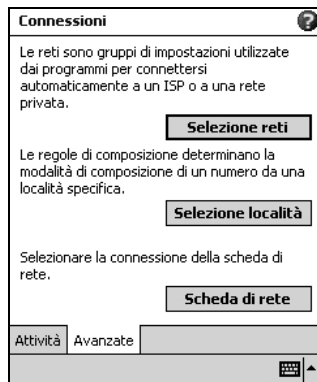 Connessioni
Le reti sono gruppi di impostazioni utilizzate
dai programmi per connettersi
automaticamente a un ISP o a una rete
privata.
Selezione reti
Le regole di composizione determinano la
modalità di composizione di un numero da una
località specifica.
Selezione località
Selezionare la connessione della scheda di
rete.
Scheda di rete
Attività Avanzate